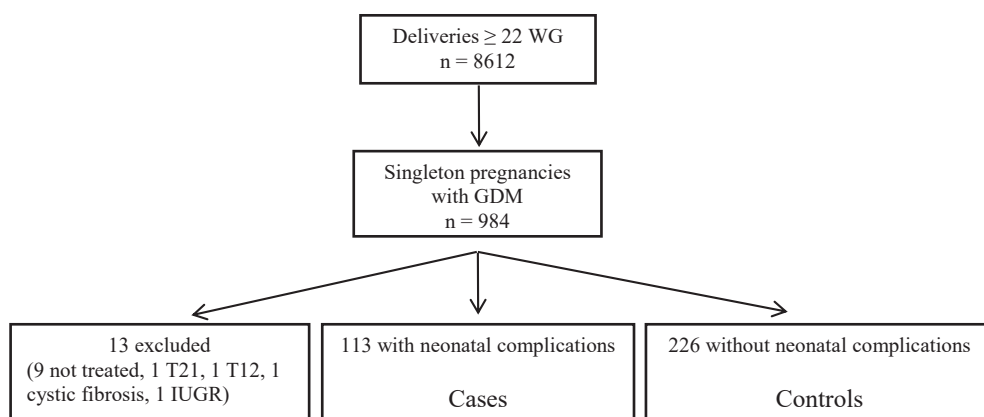 Deliveries ≥ 22 WG
n = 8612
Singleton pregnancies
with GDM
n = 984
13 excluded
(9 not treated, 1 T21, 1 T12, 1
cystic fibrosis, 1 IUGR)
113 with neonatal complications
Cases
226 without neonatal complications
Controls